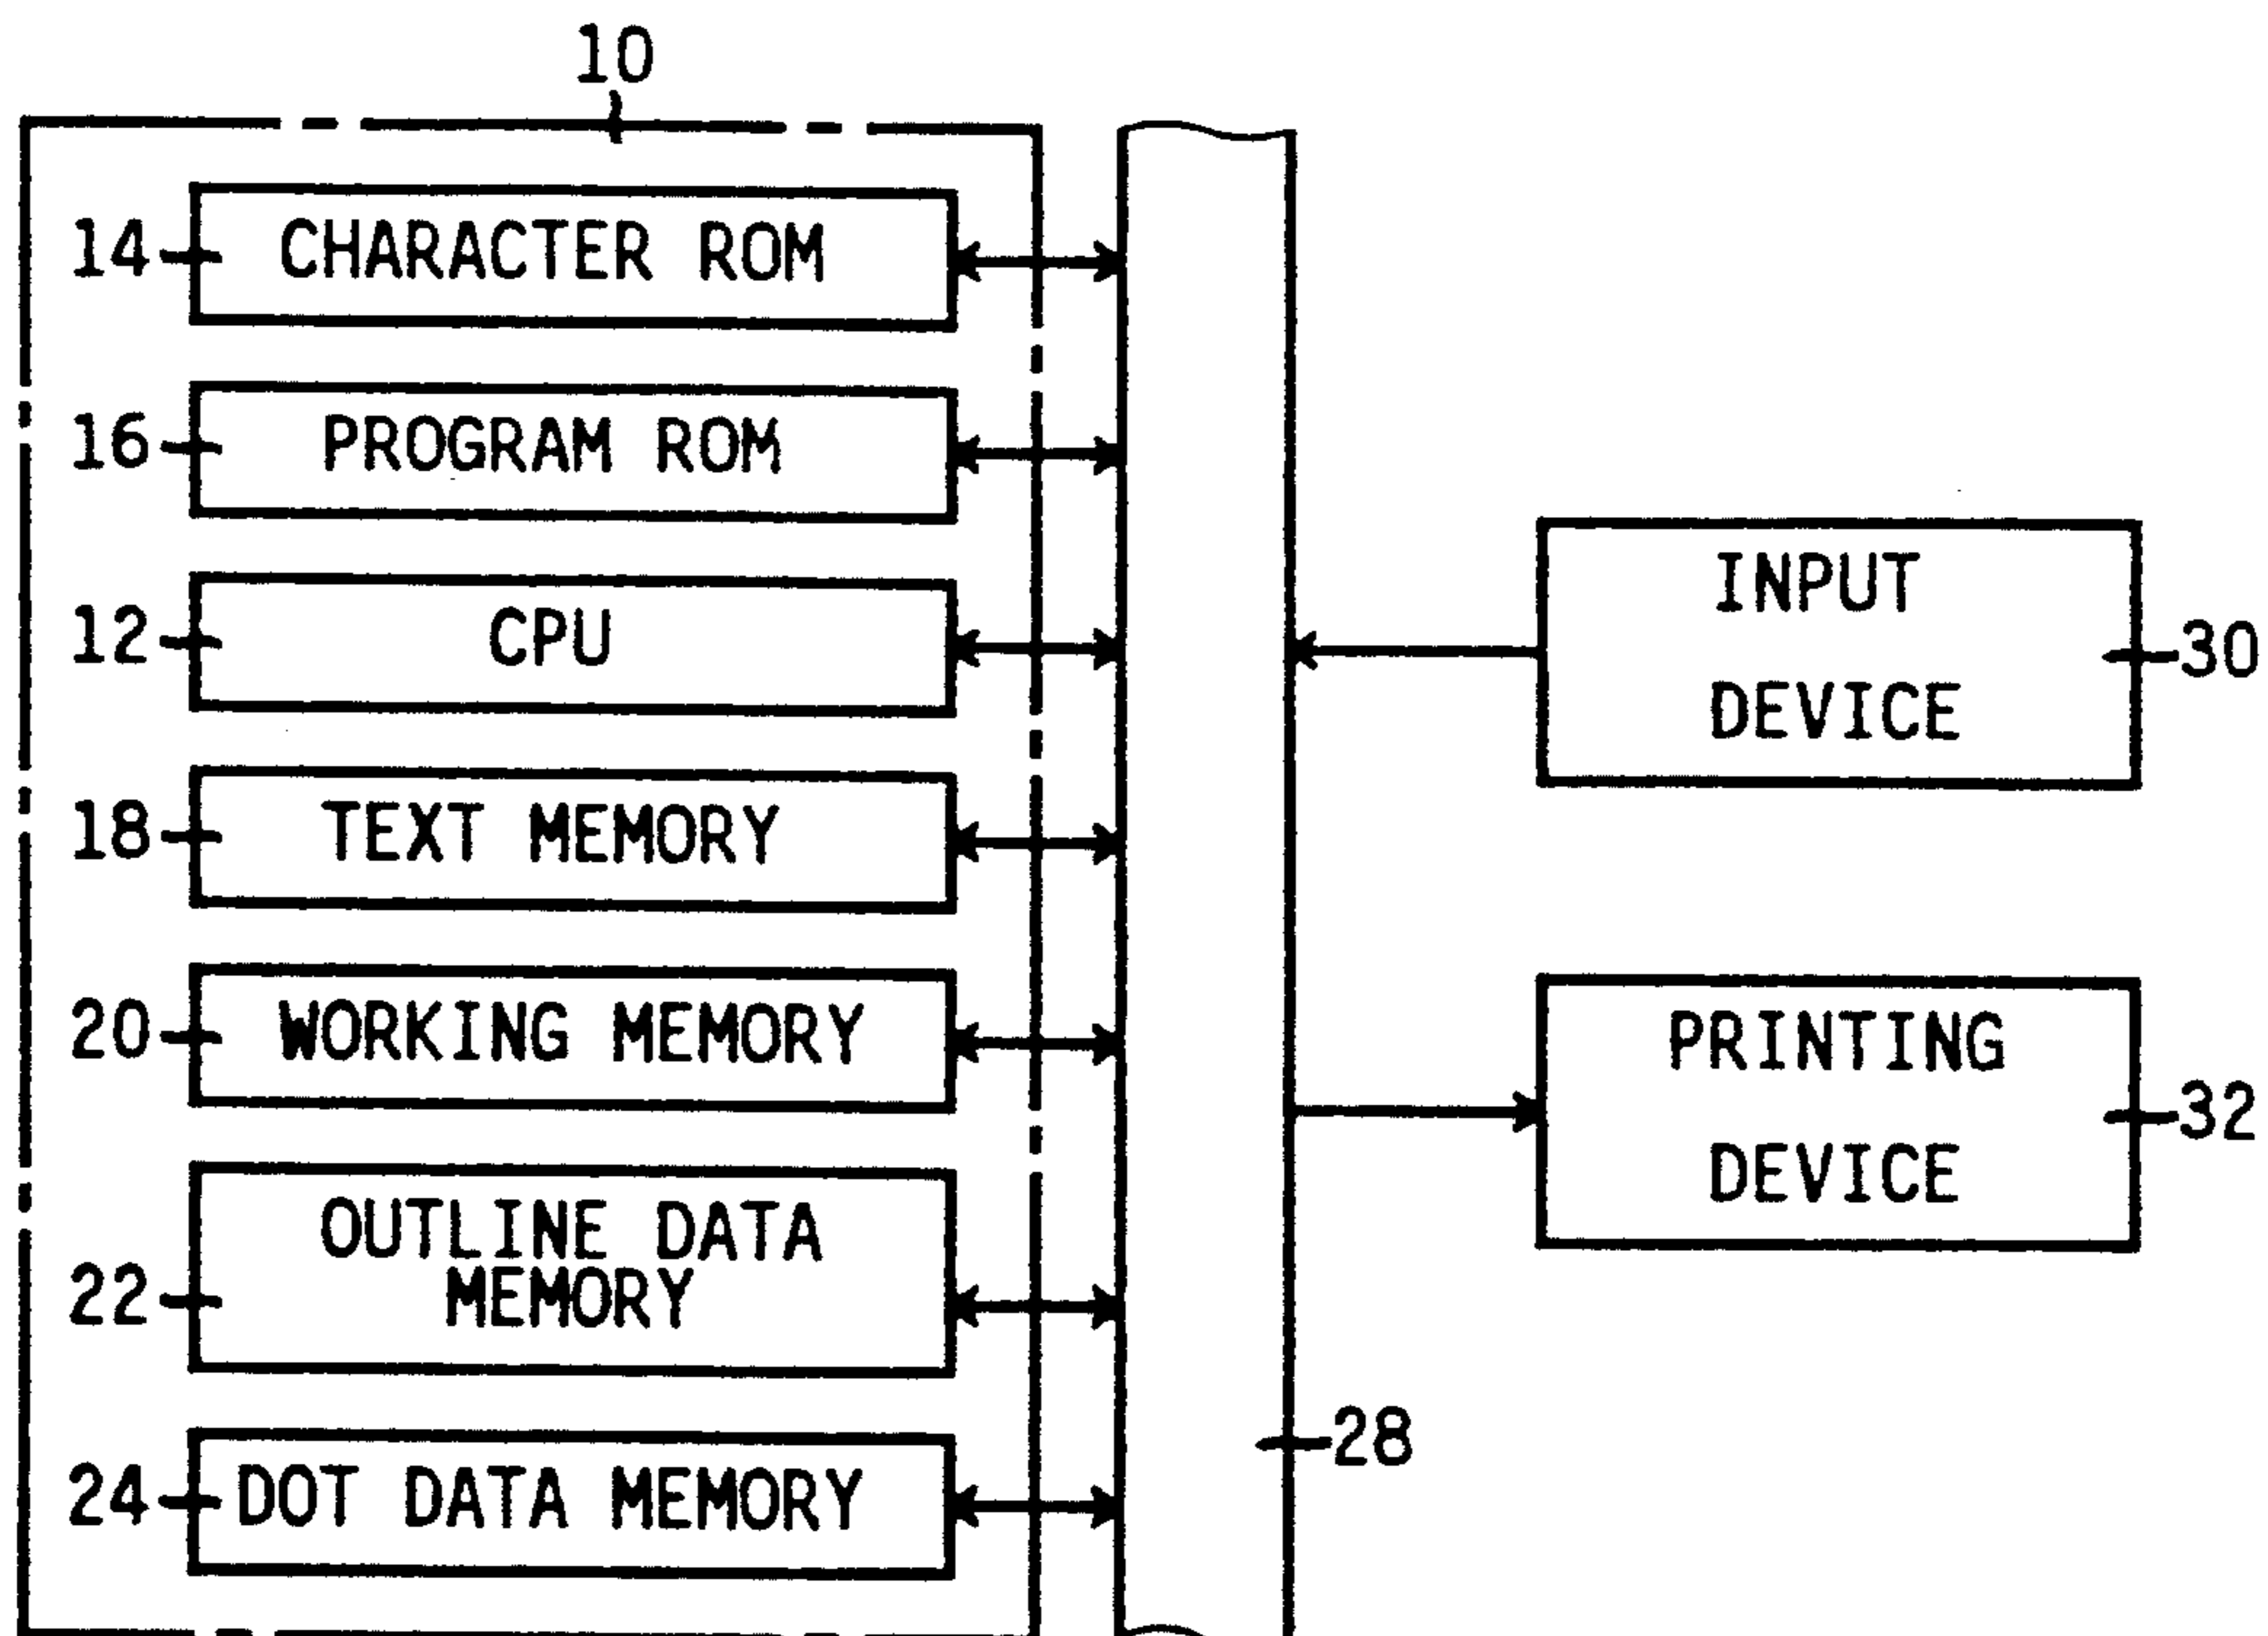 10
14 CHARACTER ROM
16 PROGRAM ROM
12 CPU
18 TEXT MEMORY
20 WORKING MEMORY
22 OUTLINE DATA
MEMORY
24 DOT DATA MEMORY
28
INPUT
DEVICE
30
PRINTING
DEVICE
32